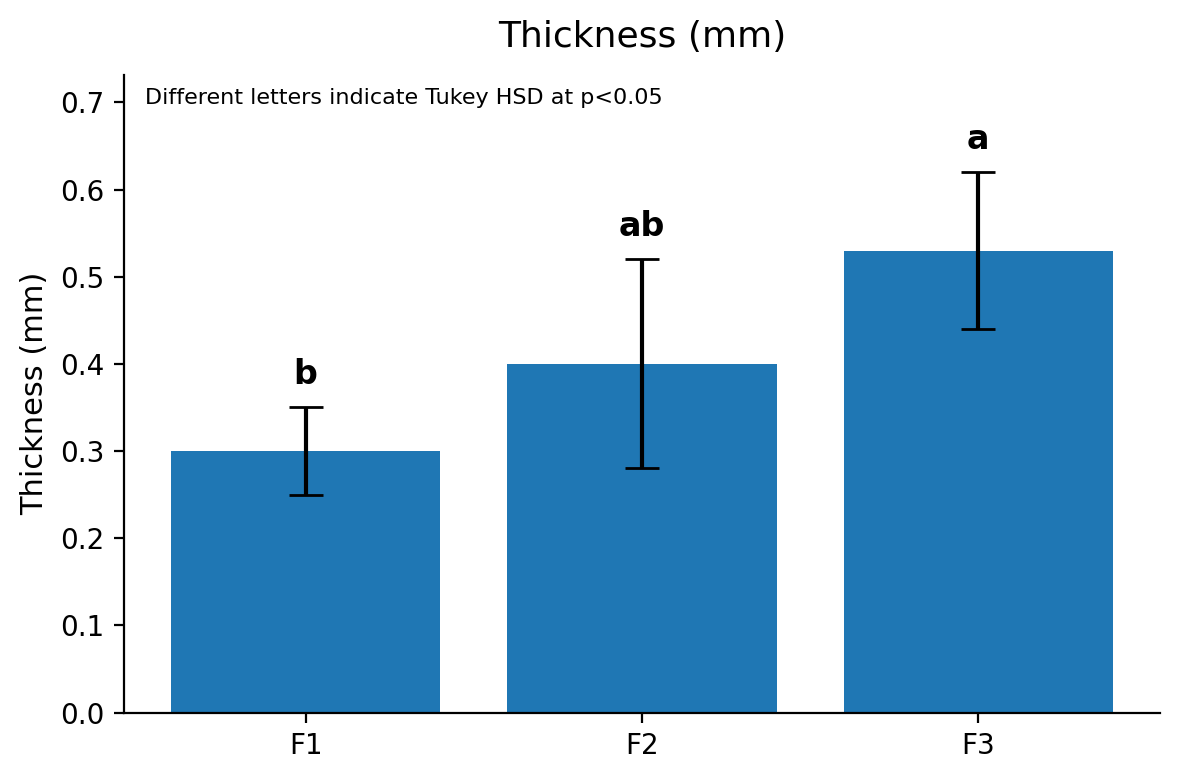 Thickness (mm)
Different letters indicate Tukey HSD at p<0.05
Thickness (mm)
0.7
0.6
0.5
0.4
0.3
0.2
0.1
0.0
b
ab
a
F1
F2
F3